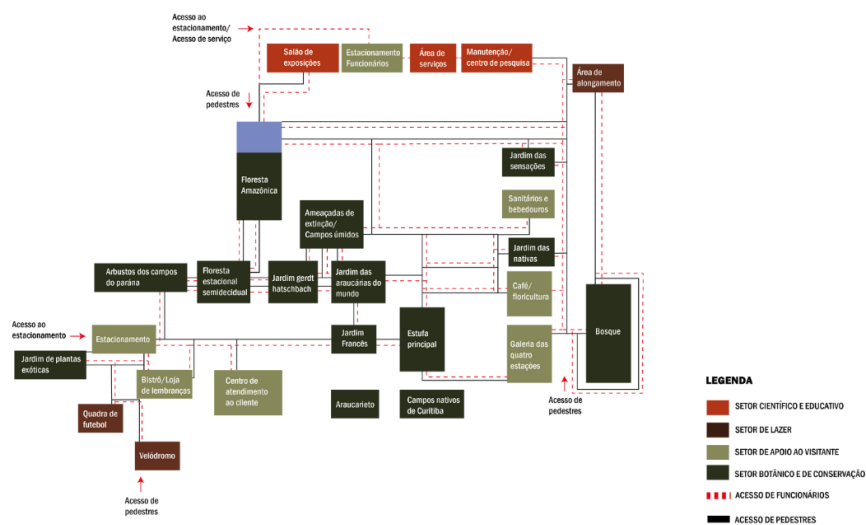 Acesso ao
estacionamento/
Acesso de serviço
Salão de
exposições
Estacionamento
Funcionários
Área de
serviços
Manutenção/
centro de pesquisa
Área de
alongamento
Acesso de
pedestres
Floresta
Amazônica
Jardim das
sensações
Sanitários e
bebedouros
Ameaçadas de
extinção/
Campos úmidos
Jardim das
nativas
Arbustos dos campos
do parána
Floresta
estacional
semidecidual
Jardim gerdt
hatschbach
Jardim das
araucárias do
mundo
Café/
floricultura
Acesso ao
estacionamento
Estacionamento
Jardim
Francês
Estufa
principal
Galeria das
quatro
estações
Bosque
Jardim de plantas
exóticas
Bistrô/Loja
de lembranças
Centro de
atendimento
ao cliente
Araucarieto
Campos nativos
de Curitiba
Acesso de
pedestres
Quadra de
futebol
Velódromo
Acesso de
pedestres
LEGENDA
SETOR CIENTÍFICO E EDUCATIVO
SETOR DE LAZER
SETOR DE APOIO AO VISITANTE
SETOR BOTÂNICO E DE CONSERVAÇÃO
ACESSO DE FUNCIONÁRIOS
ACESSO DE PEDESTRES